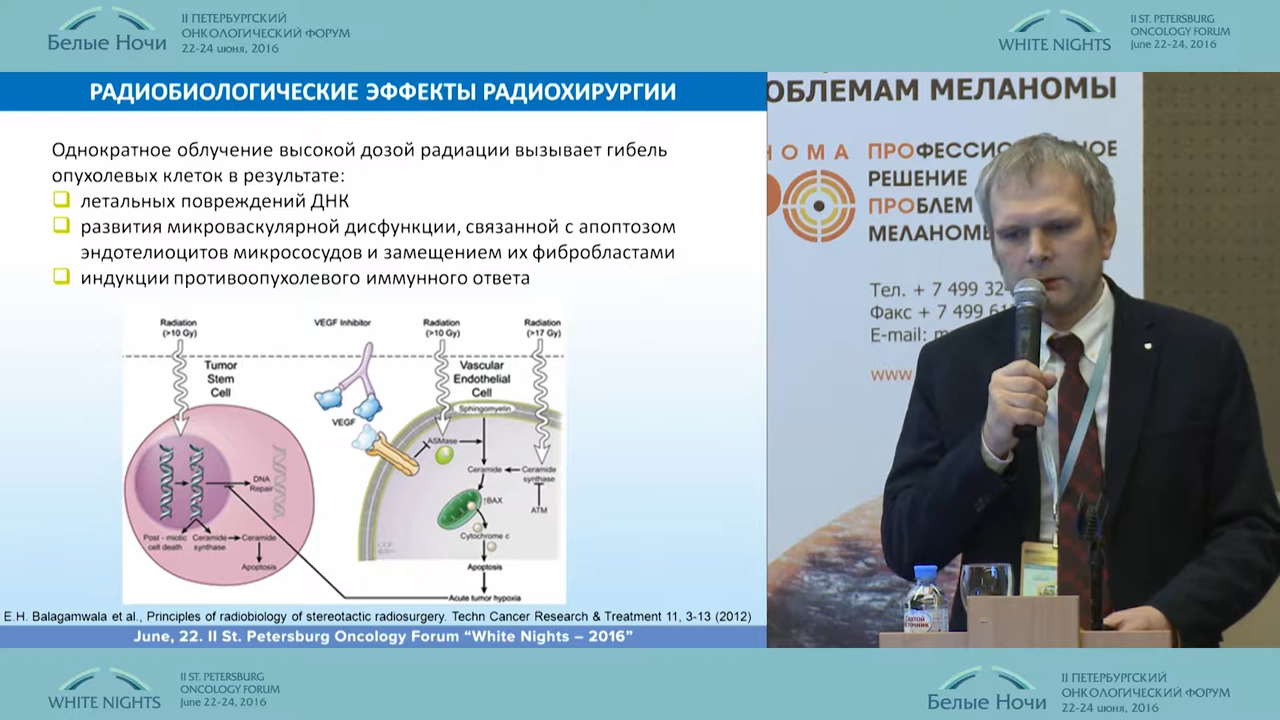 Белые Ночи
II ПЕТЕРБУРГСКИЙ
ОНКОЛОГИЧЕСКИЙ ФОРУМ
22-24 июня, 2016
WHITE NIGHTS
II ST. PETERSBURG
ONCOLOGY FORUM
June 22-24, 2016
РАДИОБИОЛОГИЧЕСКИЕ ЭФФЕКТЫ РАДИОХИРУРГИИ
Однократное облучение высокой дозой радиации вызывает гибель
опухолевых клеток в результате:
летальных повреждений ДНК
развития микроваскулярной дисфункции, связанной с апоптозом
эндотелиоцитов микрососудов и замещением их фибробластами
индукции противоопухолевого иммунного ответа
Radiation
(>10 Gy)
VEGF Inhibitor
Radiation
(>10 Gy)
Radiation
(>17 Gy)
Tumor
Stem
Cell
Vascular
Endothelial
Cell
VEGF
Sphingomyelin
ASMase
Ceramide
Ceramide
synthase
DNA
Repair
↑BAX
ATM
Post - miotic
cell death
Ceramide
synthase
Ceramide
Cytochrome c
Apoptosis
Apoptosis
Acute tumor hypoxia
E.H. Balagamwala et al., Principles of radiobiology of stereotactic radiosurgery. Techn Cancer Research & Treatment 11, 3-13 (2012)
June, 22. II St. Petersburg Oncology Forum “White Nights – 2016”
ОБЛЕМАМ МЕЛАНОМЫ
НОМА
ПРОФЕССИО НОЕ
РЕШЕНИЕ
ПРОБЛЕМ
МЕЛАНОМЫ
Тел. + 7 499 32
Факс + 7 499 61
E-mail: m
www.
WHITE NIGHTS
II ST. PETERSBURG
ONCOLOGY FORUM
June 22-24, 2016
Белые Ночи
II ПЕТЕРБУРГСКИЙ
ОНКОЛОГИЧЕСКИЙ ФОРУМ
22-24 июня, 2016